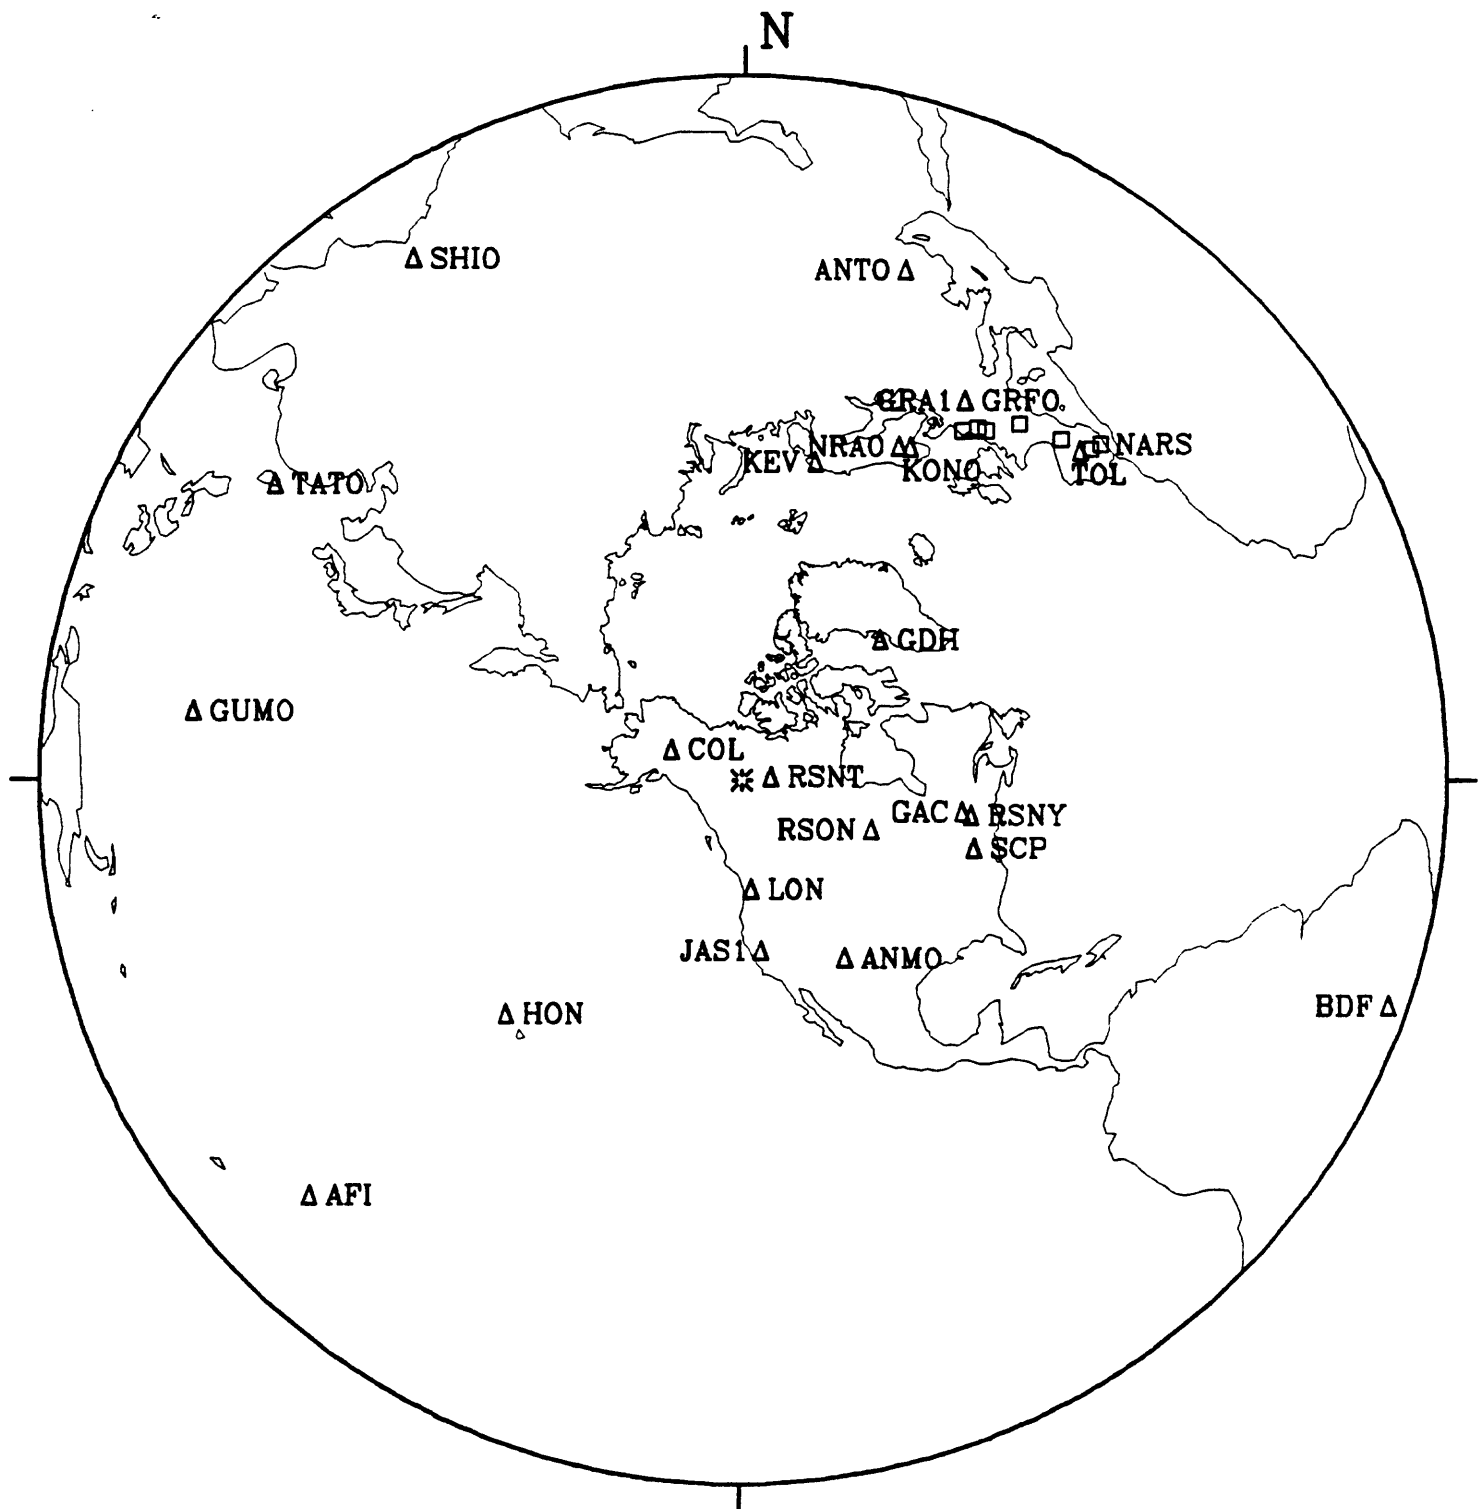 N
SHIO
ANTO
GRA1 GRFO
NRAO
NARS
KEV
KONO
TOL
TATO
GDH
GUMO
COL
RSNT
GAC
RSNY
RSON
SCP
LON
JAS1
ANMO
BDF
HON
AFI